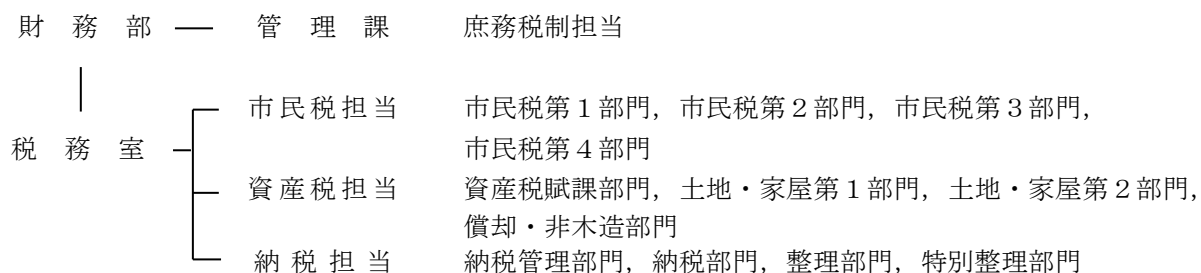 財務部 管理課 庶務税制担当
市民税担当 市民税第１部門，市民税第２部門，市民税第３部門，
税務室 市民税第４部門
資産税担当 資産税賦課部門，土地・家屋第１部門，土地・家屋第２部門，
償却・非木造部門
納税担当 納税管理部門，納税部門，整理部門，特別整理部門